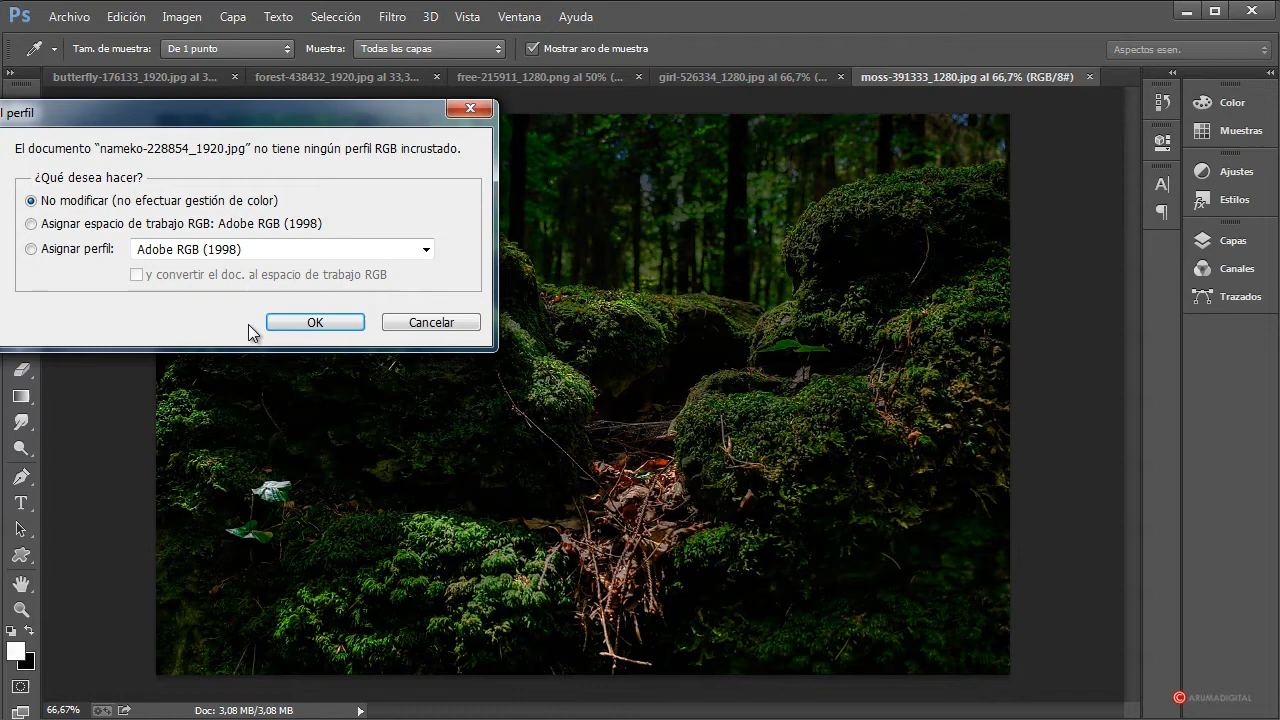 Ps Archivo Edición Imagen Capa Texto Selección Filtro 3D Vista Ventana Ayuda
Tam. de muestra: De 1 punto Muestra: Todas las capas Mostrar aro de muestra Aspectos esen.
butterfly-176133_1920.jpg al 3... × forest-438432_1920.jpg al 33,3... × free-215911_1280.png al 50% (... × girl-526334_1280.jpg al 66,7% (... × moss-391333_1280.jpg al 66,7% (RGB/8#) ×
l perfil
El documento “nameko-228854_1920.jpg” no tiene ningún perfil RGB incrustado.
¿Qué desea hacer?
No modificar (no efectuar gestión de color)
Asignar espacio de trabajo RGB: Adobe RGB (1998)
Asignar perfil: Adobe RGB (1998)
y convertir el doc. al espacio de trabajo RGB
OK Cancelar
Color
Muestras
Ajustes
Estilos
Capas
Canales
Trazados
66,67% Doc: 3,08 MB/3,08 MB
© ARUMADIGITAL